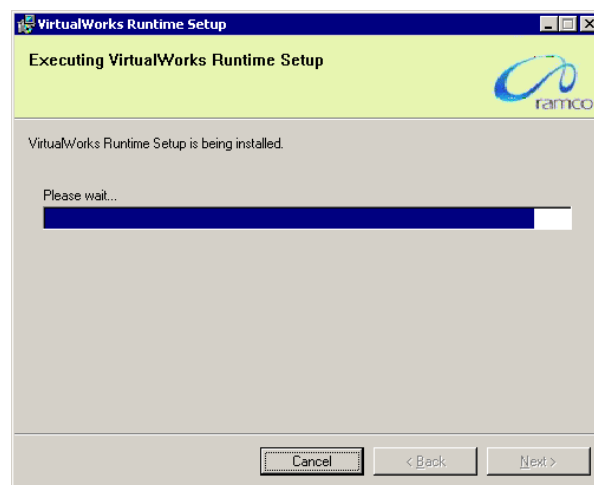 VirtualWorks Runtime Setup
Executing VirtualWorks Runtime Setup
ramco
VirtualWorks Runtime Setup is being installed.
Please wait...
Cancel
< Back
Next >